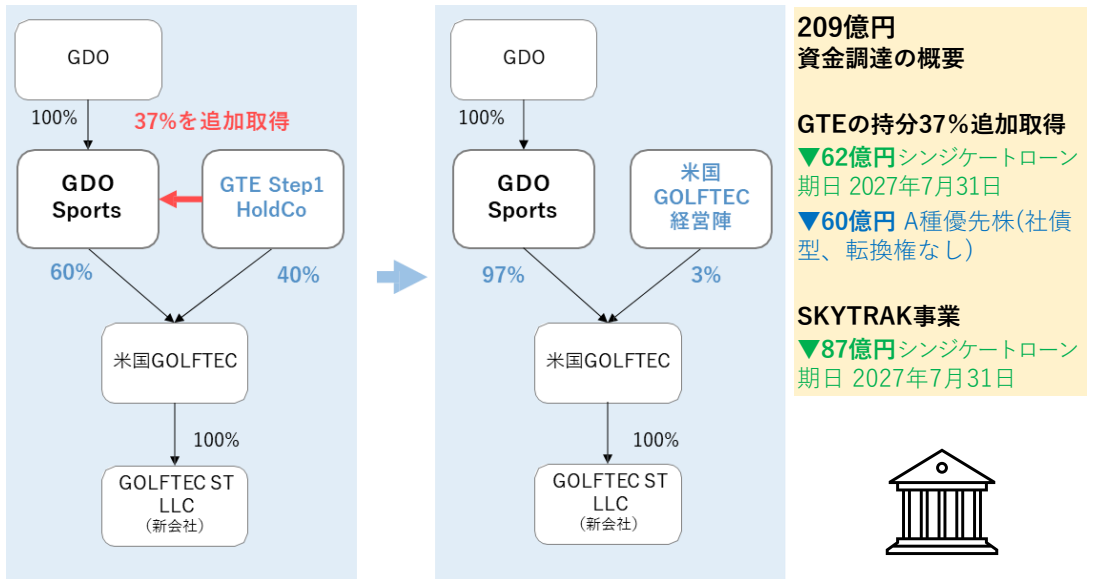 GDO
100%
37%を追加取得
GDO
Sports
GTE Step1
HoldCo
60%
40%
米国GOLFTEC
100%
GOLFTEC ST
LLC
(新会社)
GDO
100%
GDO
Sports
米国
GOLFTEC
経営陣
97%
3%
米国GOLFTEC
100%
GOLFTEC ST
LLC
(新会社)
209億円
資金調達の概要
GTEの持分37%追加取得
▼62億円シンジケートローン
期日 2027年7月31日
▼60億円 A種優先株(社債
型、転換権なし)
SKYTRAK事業
▼87億円シンジケートローン
期日 2027年7月31日